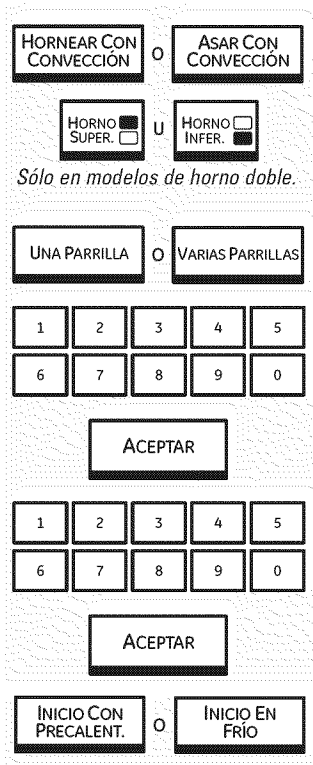 HORNEAR CON O ASAR CON
CONVECCIÓN CONVECCIÓN
HORNO U HORNO
SUPER. INFER.
Sólo en modelos de horno doble.
UNA PARRILLA O VARIAS PARRILLAS
1 2 3 4 5
6 7 8 9 0
ACEPTAR
1 2 3 4 5
6 7 8 9 0
ACEPTAR
INICIO CON O INICIO EN
PRECALENT. FRÍO